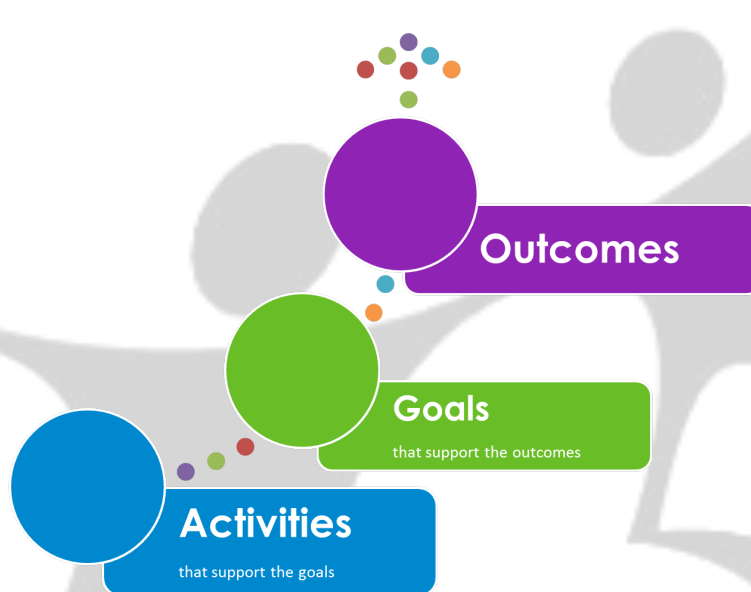 Outcomes
Goals
that support the outcomes
Activities
that support the goals